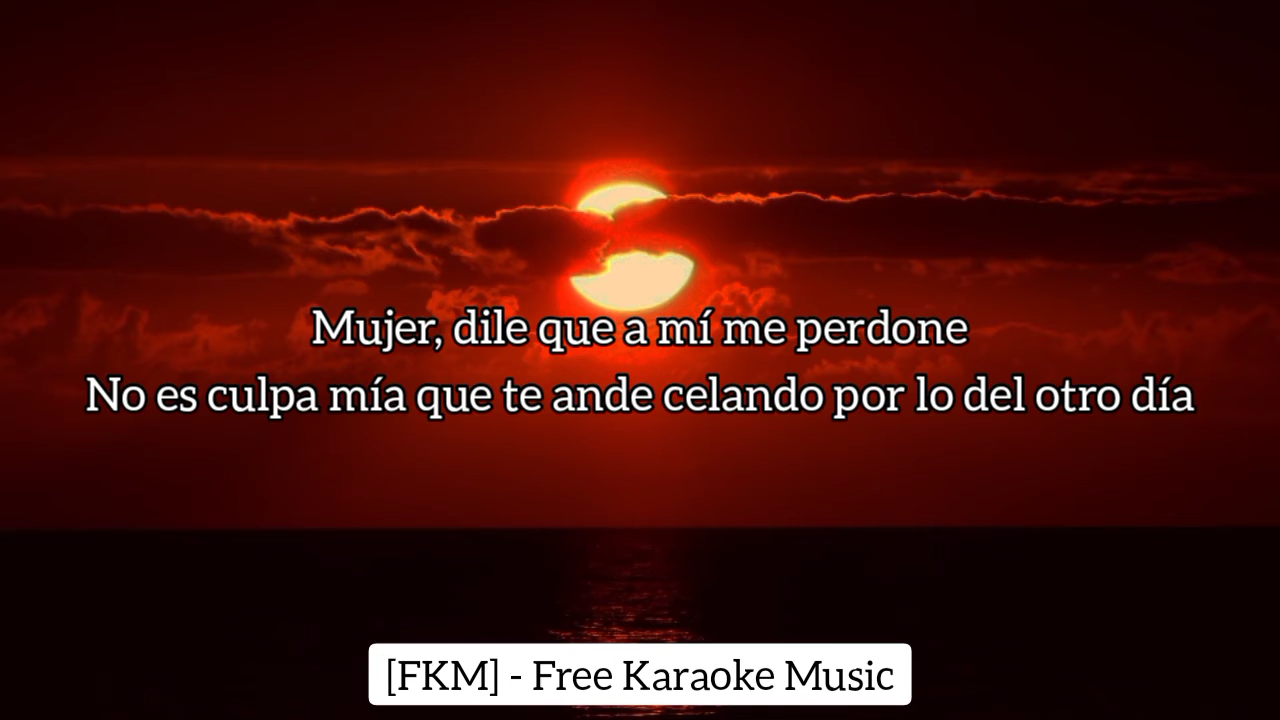 Mujer, dile que a mí me perdone
No es culpa mía que te ande celando por lo del otro día
[FKM] - Free Karaoke Music